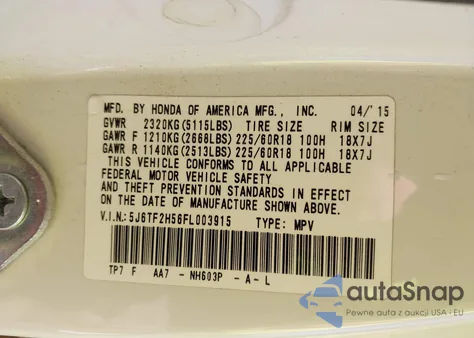 MFD. BY HONDA OF AMERICA MFG., INC. 04/'15
GVWR 2320KG(5115LBS) TIRE SIZE RIM SIZE
GAWR F 1210KG(2668LBS) 225/60R18 100H 18X7J
GAWR R 1140KG(2513LBS) 225/60R18 100H 18X7J
THIS VEHICLE CONFORMS TO ALL APPLICABLE
FEDERAL MOTOR VEHICLE SAFETY
AND THEFT PREVENTION STANDARDS IN EFFECT
ON THE DATE OF MANUFACTURE SHOWN ABOVE.
V.I.N.:5J6TF2H56FL003915 TYPE: MPV
TP7 F AA7 -NH603P -A-L
autoSnap
Pewne auta z aukcji USA i EU